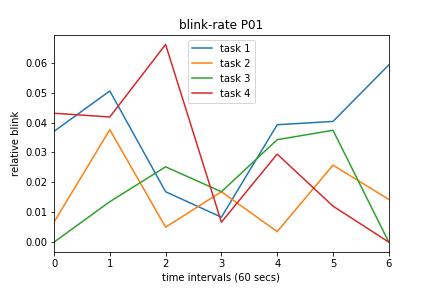 blink-rate P01
task 1
task 2
task 3
task 4
relative blink
0.06
0.05
0.04
0.03
0.02
0.01
0.00
0 1 2 3 4 5 6
time intervals (60 secs)